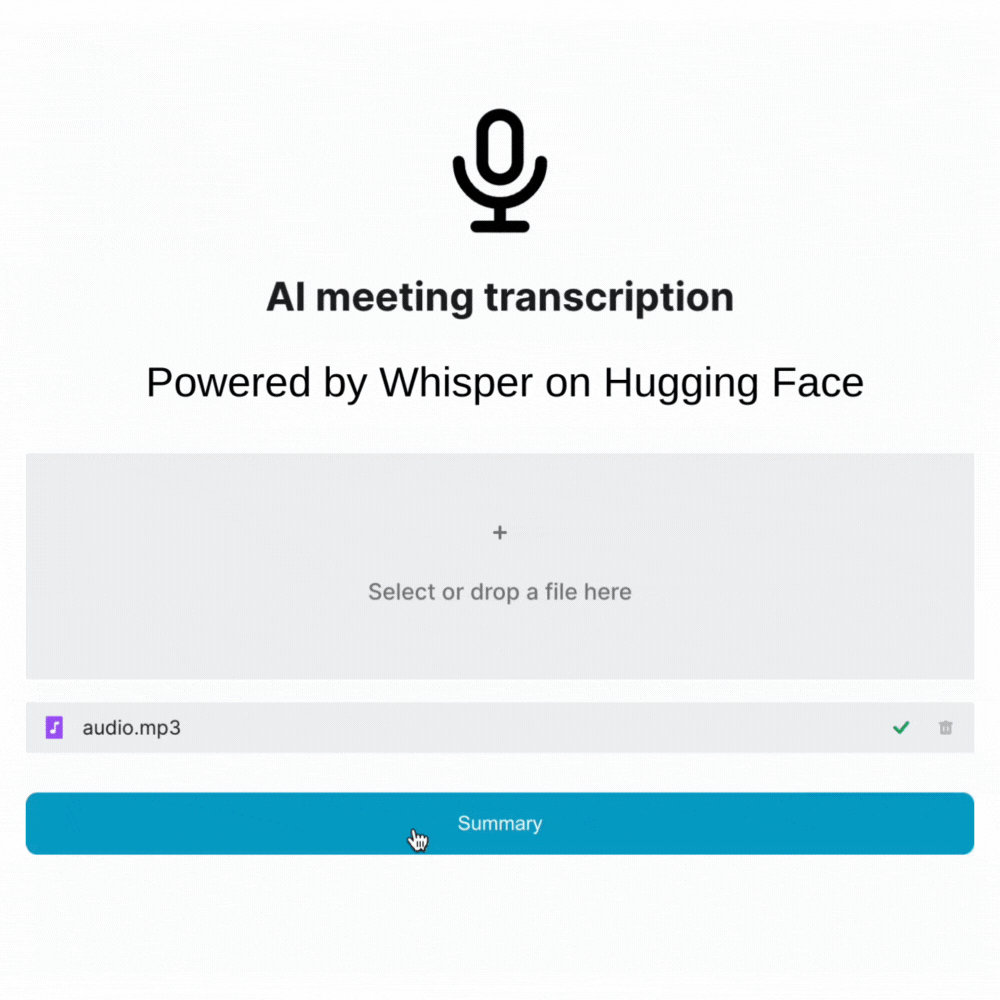 AI meeting transcription
Powered by Whisper on Hugging Face
+
Select or drop a file here
audio.mp3
Summary